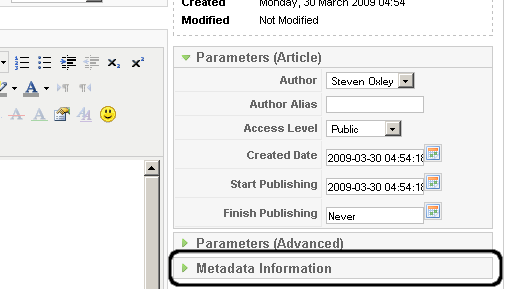 Created Monday, 30 March 2009 04:54
Modified Not Modified
Parameters (Article)
Author Steven Oxley
Author Alias
Access Level Public
Created Date 2009-03-30 04:54:18
Start Publishing 2009-03-30 04:54:18
Finish Publishing Never
Parameters (Advanced)
Metadata Information